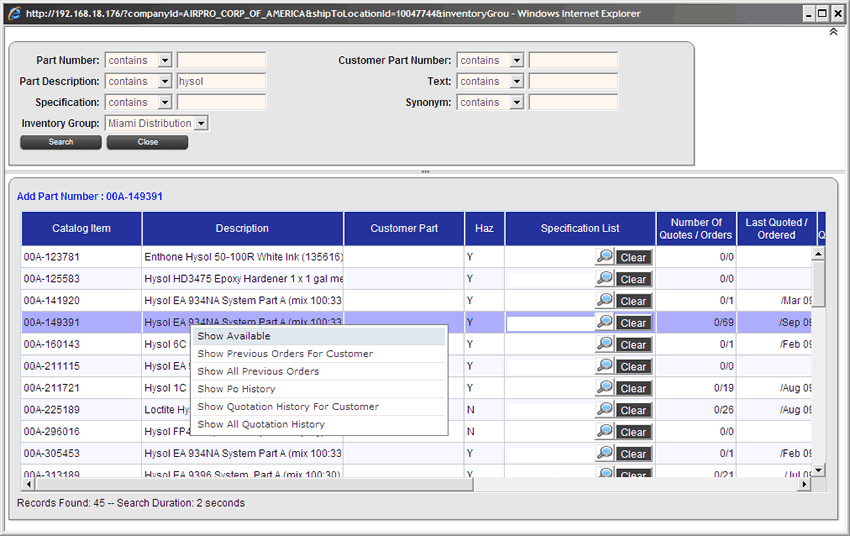 http://192.168.18.176/?companyId=AIRPRO_CORP_OF_AMERICA&shipToLocationId=10047744&inventoryGrou - Windows Internet Explorer
Part Number: contains Customer Part Number: contains
Part Description: contains hysol Text: contains
Specification: contains Synonym: contains
Inventory Group: Miami Distribution
Search Close
Add Part Number : 00A-149391
Catalog Item Description Customer Part Haz Specification List Number Of Quotes / Orders Last Quoted / Ordered Q
00A-123781 Enthone Hysol 50-100R White Ink (135616) Y Clear 0/0
00A-125583 Hysol HD3475 Epoxy Hardener 1 x 1 gal me Y Clear 0/0
00A-141920 Hysol EA 934NA System Part A (mix 100:33 Y Clear 0/1 /Mar 09
00A-149391 Hysol EA 934NA System Part A (mix 100:33 Y Clear 0/69 /Sep 09
Show Available
00A-160143 Hysol 6C Y Clear 0/1 /Feb 09
Show Previous Orders For Customer
00A-211115 Hysol EA 9 Y Clear 0/0
Show All Previous Orders
00A-211721 Hysol 1C Y Clear 0/19 /Aug 09
Show Po History
00A-225189 Loctite Hy N Clear 0/26 /Aug 09
Show Quotation History For Customer
00A-296016 Hysol FP4 N Clear 0/0
Show All Quotation History
00A-305453 Hysol EA 934NA System Part A (mix 100:33 Y Clear 0/1 /Feb 09
00A-313189 Hysol EA 9396 System Part A (mix 100:30) Y Clear 0/21 /Jul 09
Records Found: 45 -- Search Duration: 2 seconds